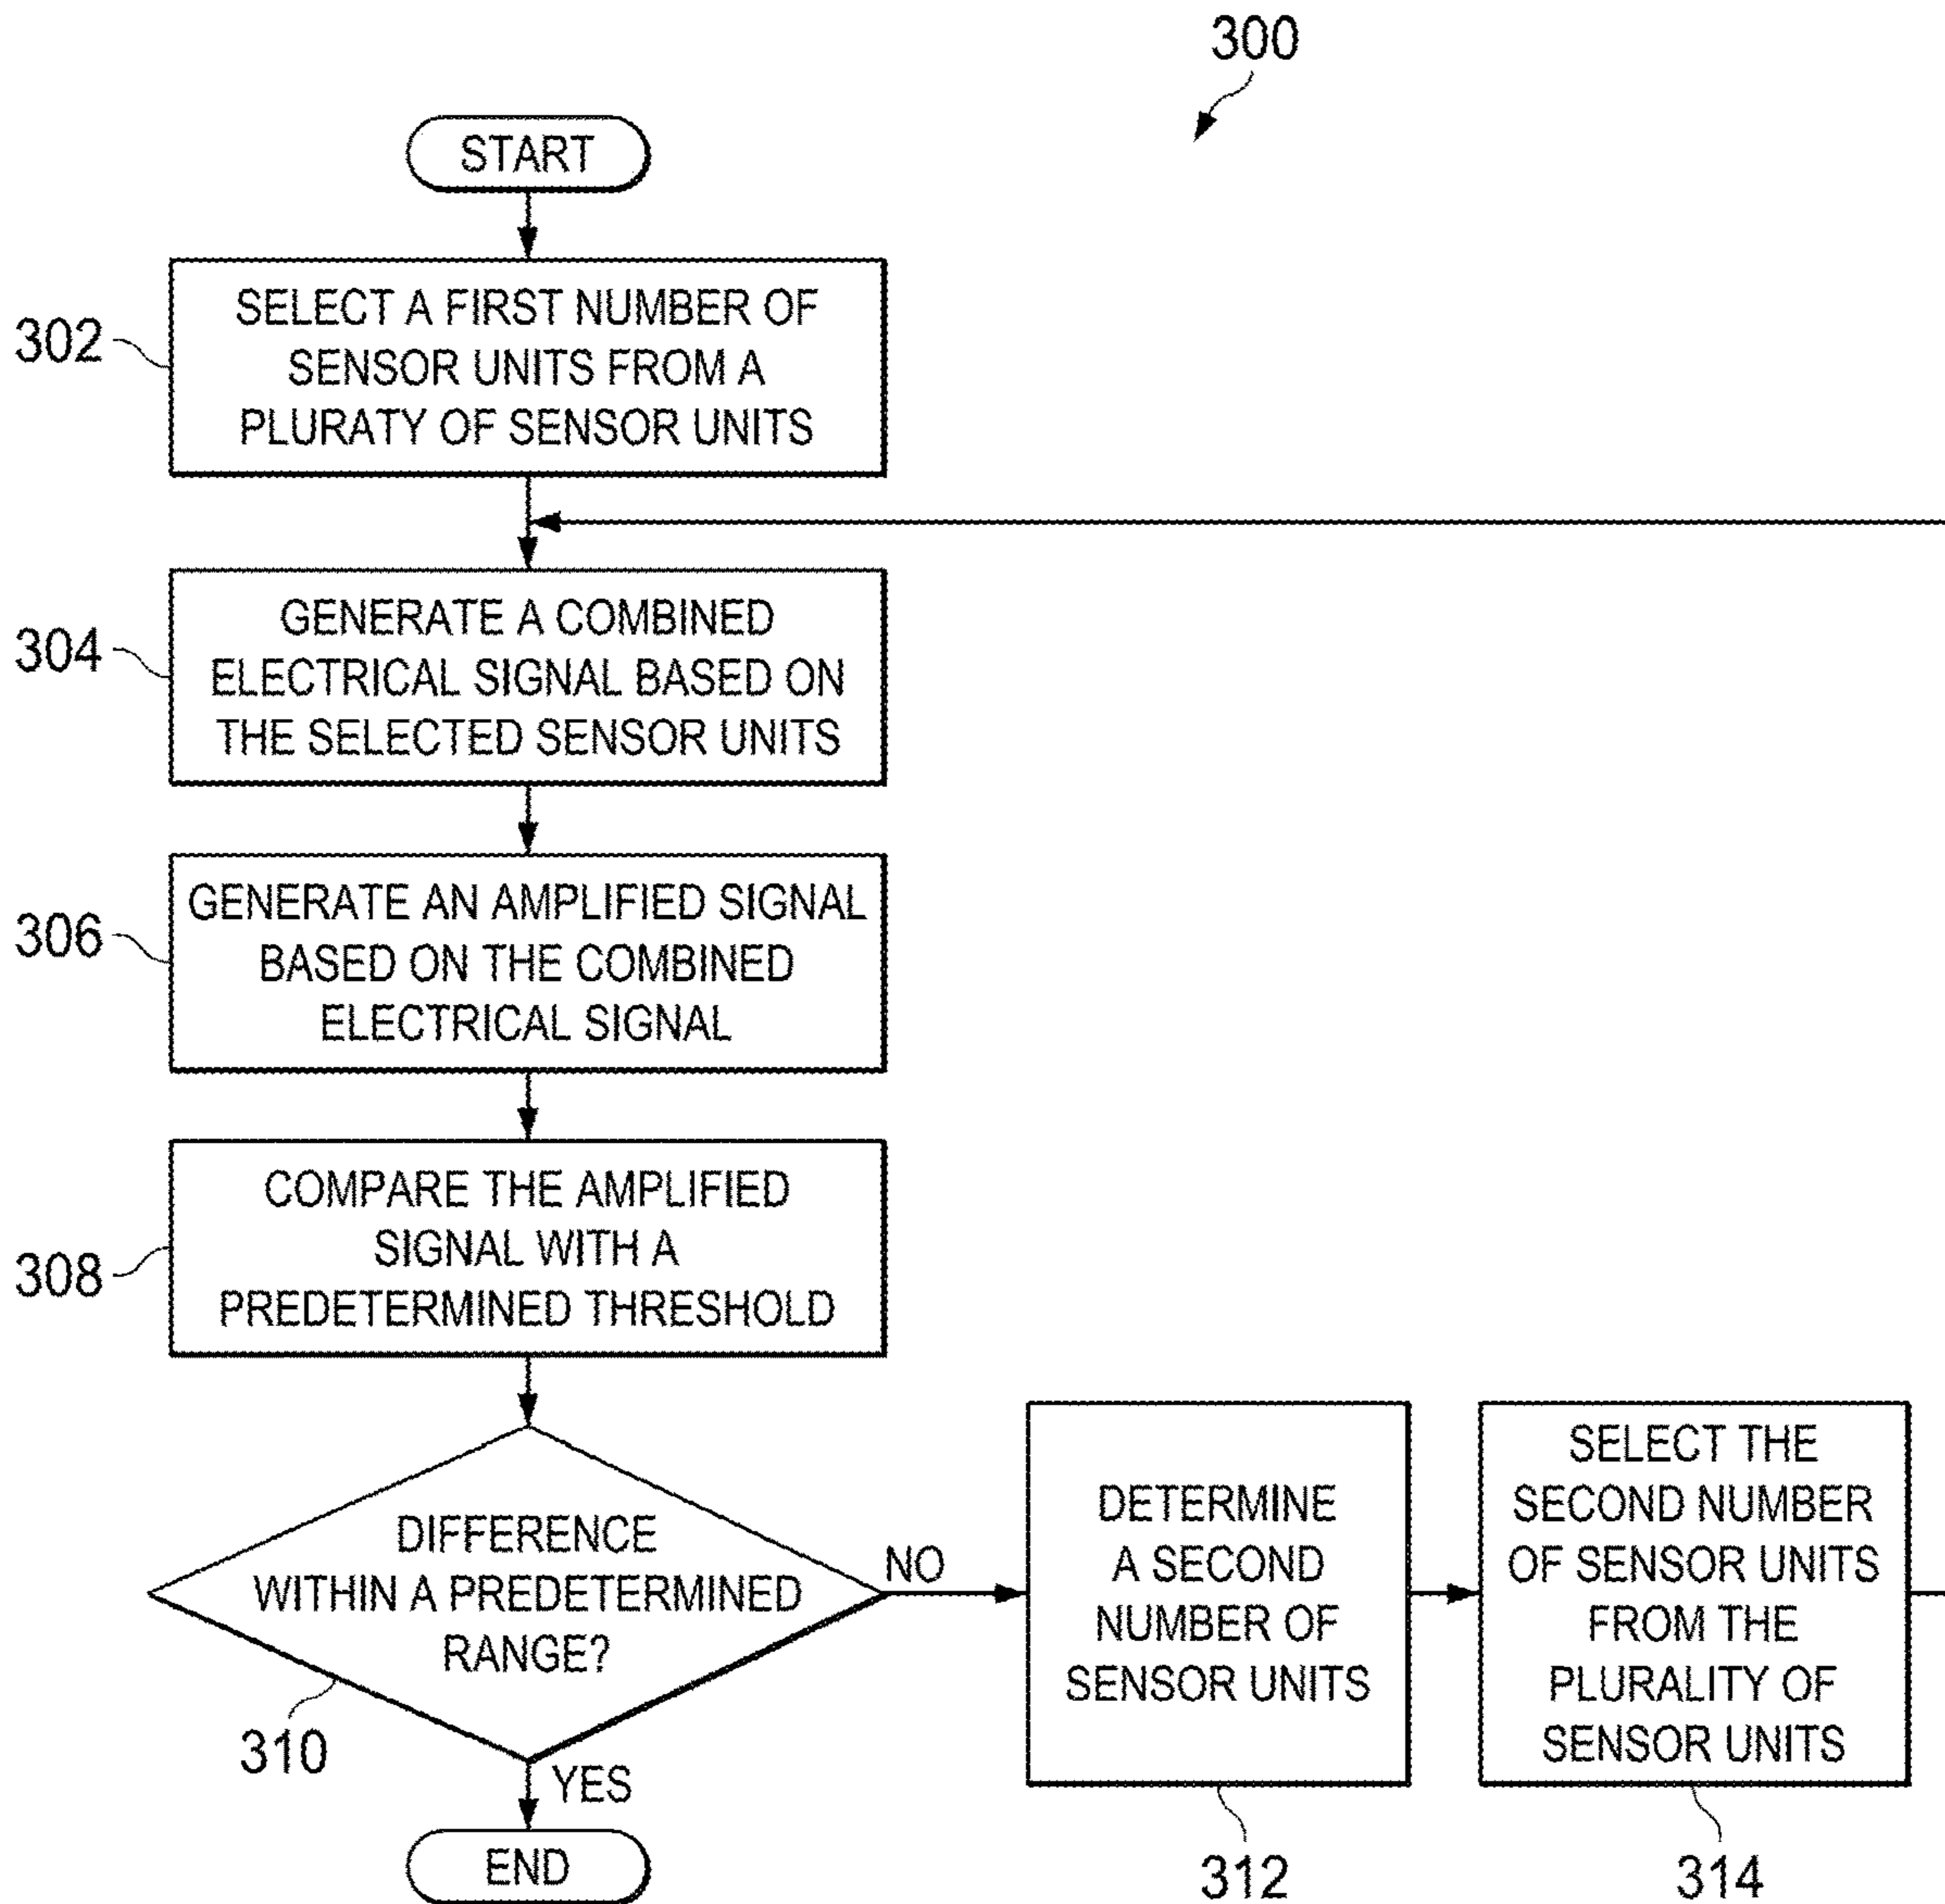 300
START
302
SELECT A FIRST NUMBER OF
SENSOR UNITS FROM A
PLURATY OF SENSOR UNITS
304
GENERATE A COMBINED
ELECTRICAL SIGNAL BASED ON
THE SELECTED SENSOR UNITS
306
GENERATE AN AMPLIFIED SIGNAL
BASED ON THE COMBINED
ELECTRICAL SIGNAL
308
COMPARE THE AMPLIFIED
SIGNAL WITH A
PREDETERMINED THRESHOLD
DIFFERENCE
WITHIN A PREDETERMINED
RANGE?
310
NO
YES
END
DETERMINE
A SECOND
NUMBER OF
SENSOR UNITS
312
SELECT THE
SECOND NUMBER
OF SENSOR UNITS
FROM THE
PLURALITY OF
SENSOR UNITS
314